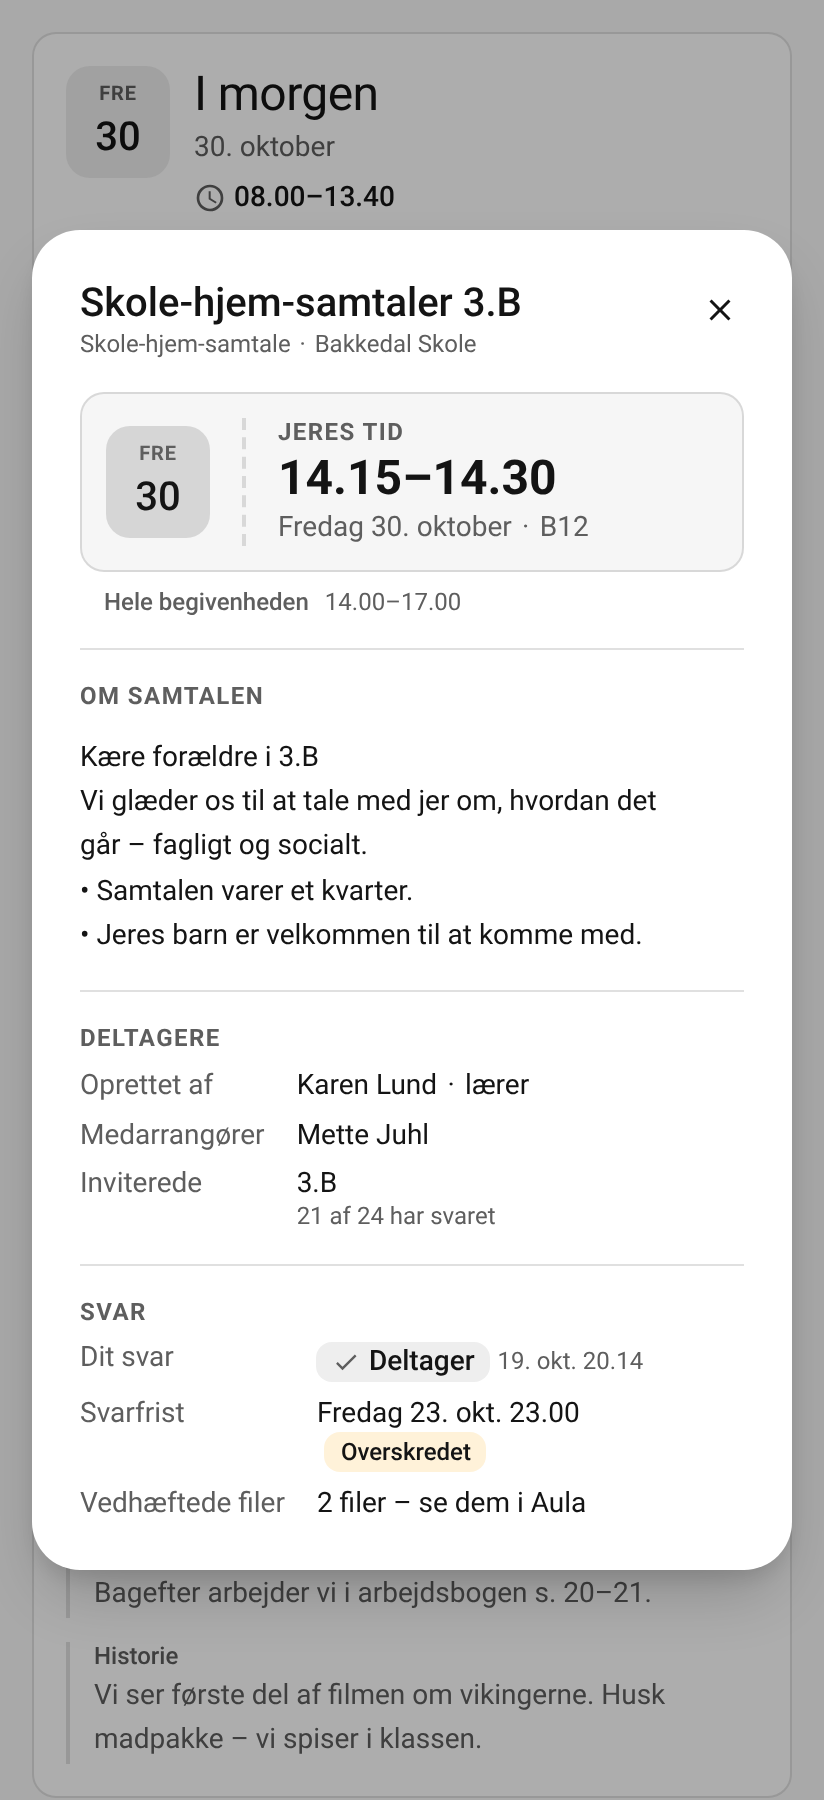 FRE
30
I morgen
30. oktober
08.00–13.40
Skole-hjem-samtaler 3.B
Skole-hjem-samtale · Bakkedal Skole
FRE
30
JERES TID
14.15–14.30
Fredag 30. oktober · B12
Hele begivenheden 14.00–17.00
OM SAMTALEN
Kære forældre i 3.B
Vi glæder os til at tale med jer om, hvordan det
går – fagligt og socialt.
• Samtalen varer et kvarter.
• Jeres barn er velkommen til at komme med.
DELTAGERE
Oprettet af Karen Lund · lærer
Medarrangører Mette Juhl
Inviterede 3.B
21 af 24 har svaret
SVAR
Dit svar Deltager 19. okt. 20.14
Svarfrist Fredag 23. okt. 23.00
Overskredet
Vedhæftede filer 2 filer – se dem i Aula
Bagefter arbejder vi i arbejdsbogen s. 20–21.
Historie
Vi ser første del af filmen om vikingerne. Husk
madpakke – vi spiser i klassen.